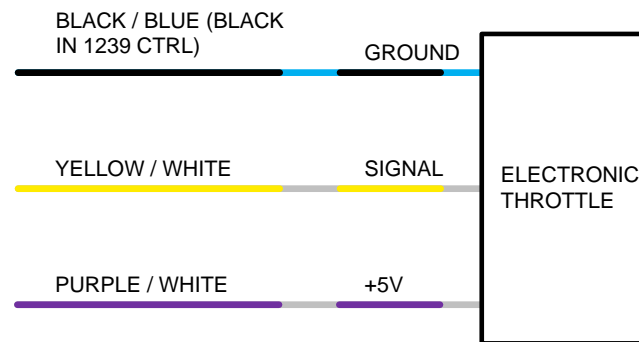 BLACK / BLUE (BLACK
IN 1239 CTRL)
GROUND
YELLOW / WHITE
SIGNAL
ELECTRONIC
THROTTLE
PURPLE / WHITE
+5V